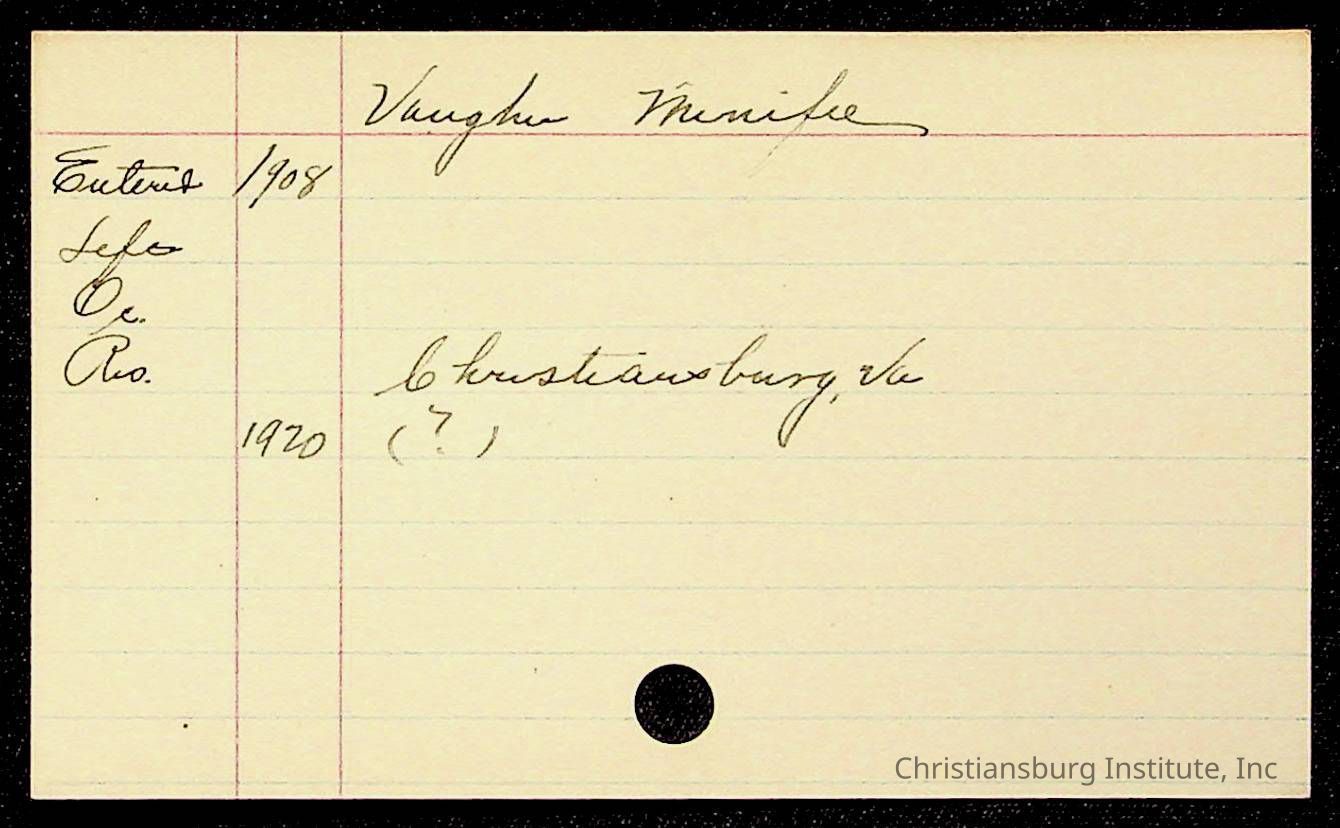 Vaughn Menifee
Entered 1908
Left
Oc.
Res. Christiansburg, Va
1920 (?)
Christiansburg Institute, Inc